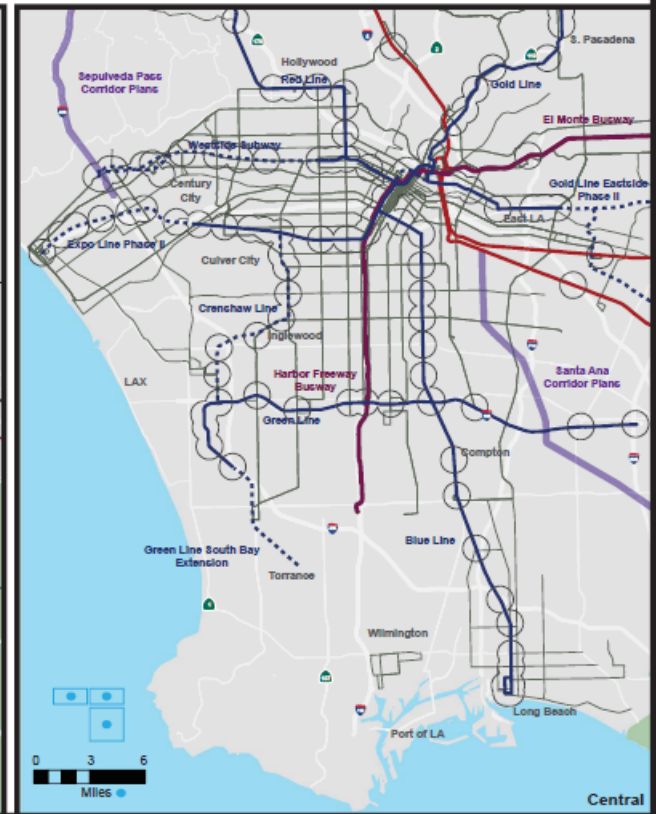 S. Pasadena
Hollywood
Red Line
Gold Line
Sepulveda Pass
Corridor Plans
El Monte Busway
Westside Subway
Century
City
Gold Line Eastside
Phase II
East LA
Expo Line Phase II
Culver City
Crenshaw Line
Inglewood
LAX
Harbor Freeway
Busway
Santa Ana
Corridor Plans
Green Line
Compton
Blue Line
Green Line South Bay
Extension
Torrance
Wilmington
Long Beach
Port of LA
0 3 6
Miles
Central